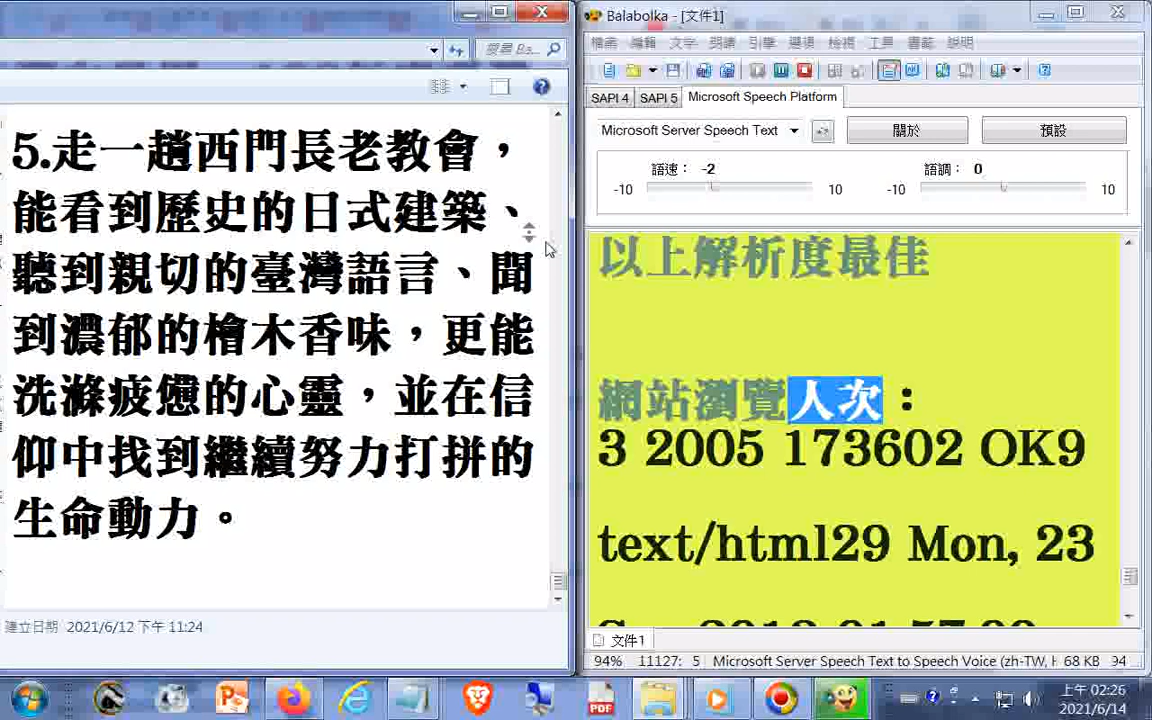 Balabolka - [文件1]
搜尋 Ba...
檔案 編輯 文字 閱讀 引擎 選項 檢視 工具 書籤 說明
SAPI 4 SAPI 5 Microsoft Speech Platform
Microsoft Server Speech Text 關於 預設
語速： -2 語調： 0
-10 10 -10 10
5.走一趟西門長老教會，
能看到歷史的日式建築、
聽到親切的臺灣語言、聞
到濃郁的檜木香味，更能
洗滌疲憊的心靈，並在信
仰中找到繼續努力打拼的
生命動力。
建立日期 2021/6/12 下午 11:24
以上解析度最佳
網站瀏覽人次：
3 2005 173602 OK9
text/html29 Mon, 23
文件1
94% 11127: 5 Microsoft Server Speech Text to Speech Voice (zh-TW, H 68 KB 94
PDF
上午 02:26
2021/6/14